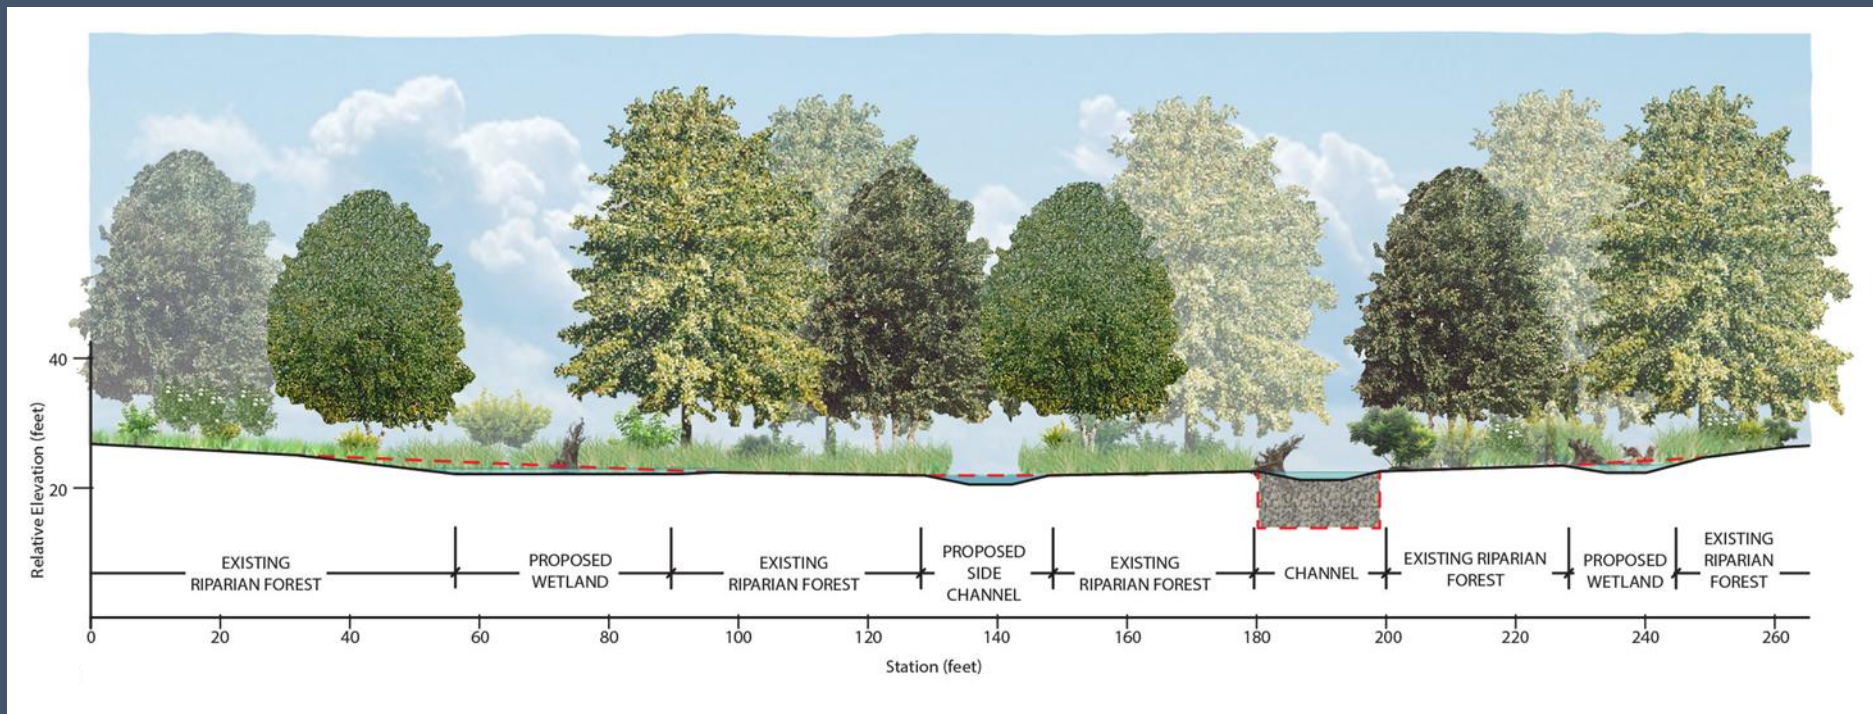 40
20
Relative Elevation (feet)
EXISTING
RIPARIAN FOREST
PROPOSED
WETLAND
EXISTING
RIPARIAN FOREST
PROPOSED
SIDE
CHANNEL
EXISTING
RIPARIAN FOREST
CHANNEL
EXISTING RIPARIAN
FOREST
PROPOSED
WETLAND
EXISTING
RIPARIAN
FOREST
0 20 40 60 80 100 120 140 160 180 200 220 240 260
Station (feet)